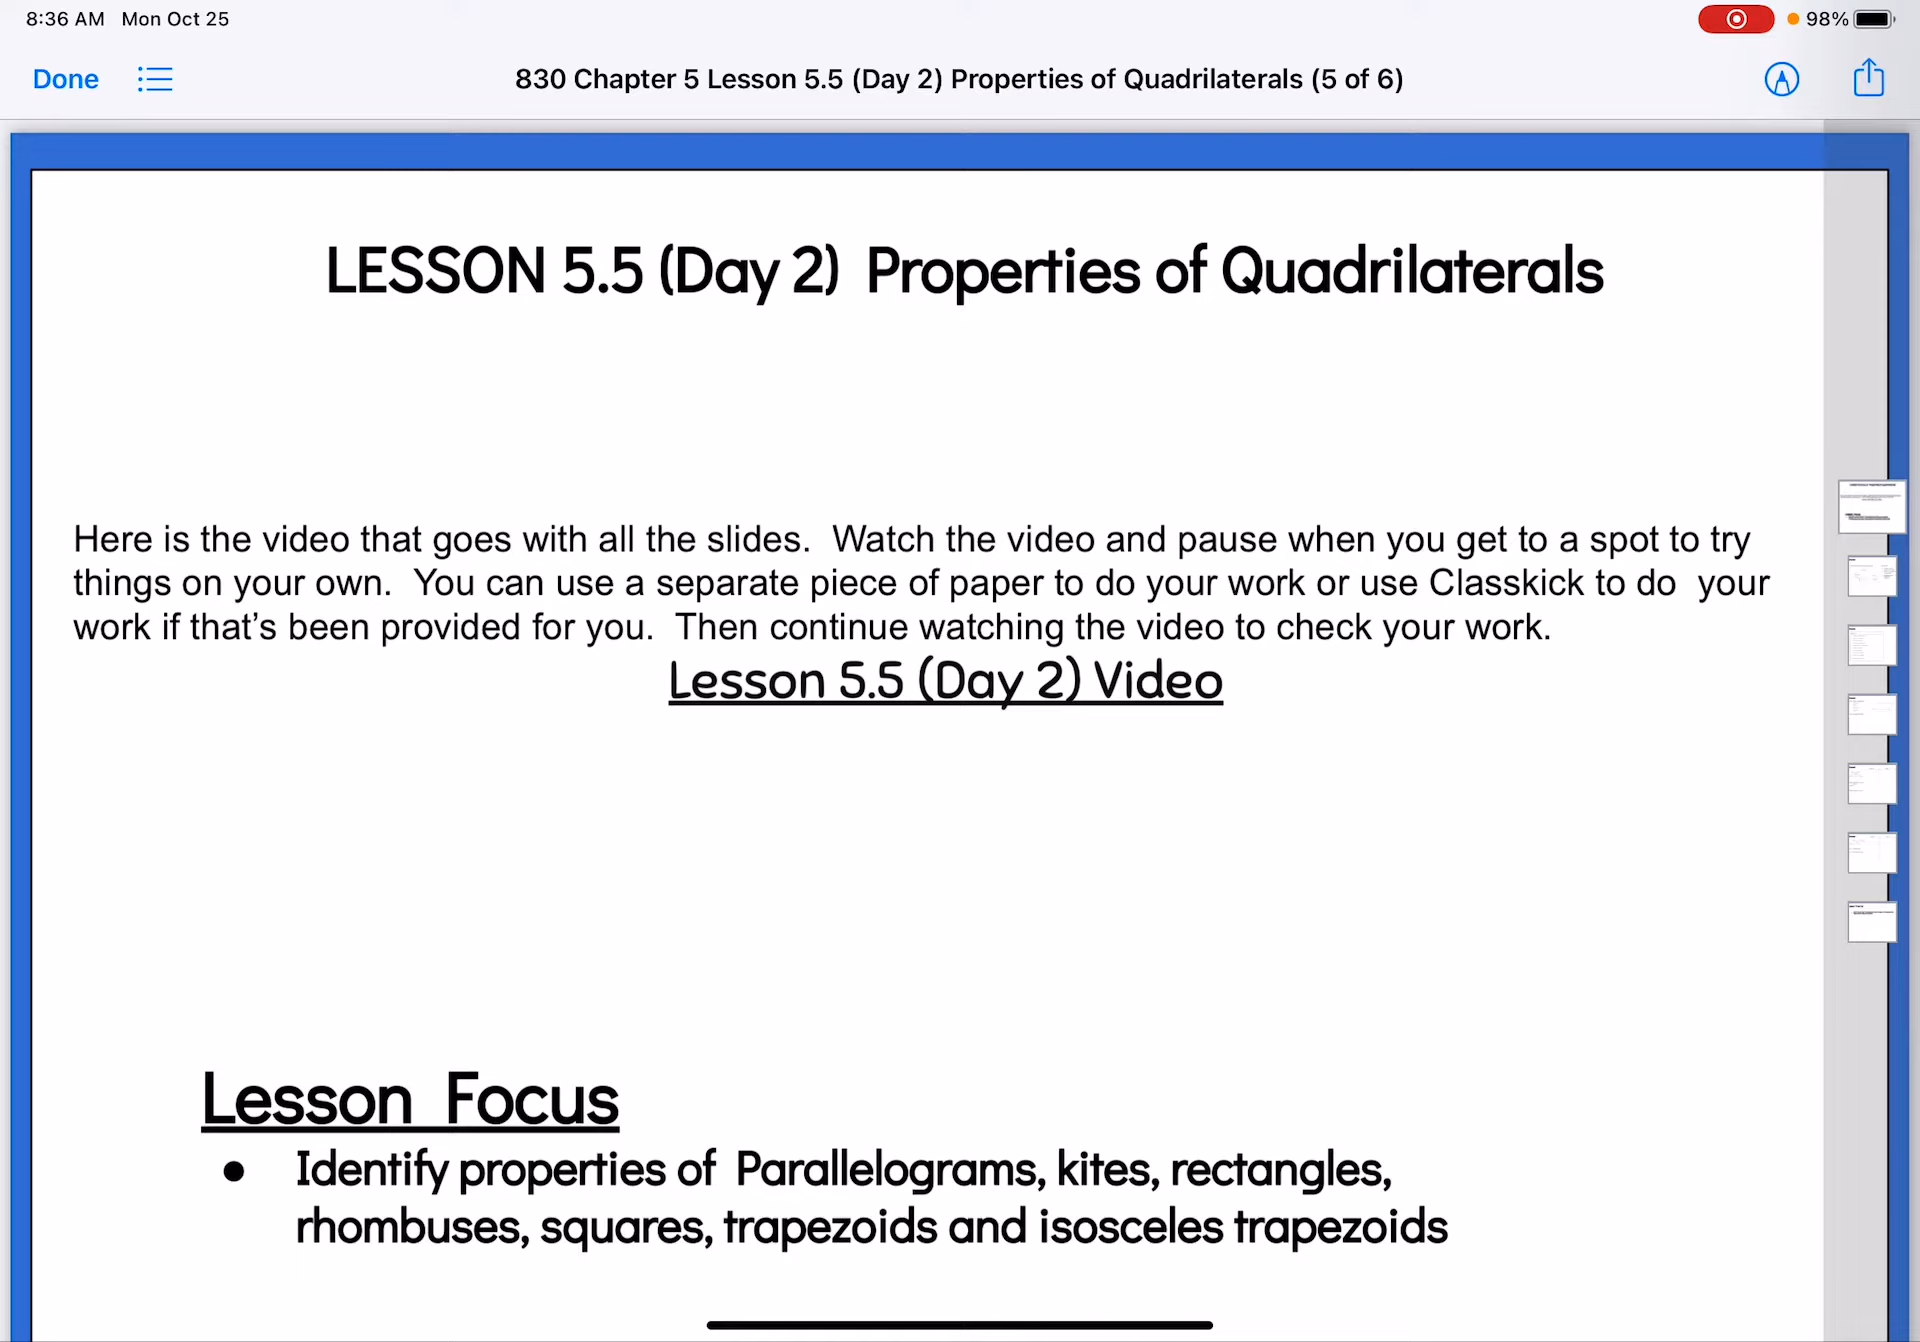 8:36 AM Mon Oct 25
98%
Done
830 Chapter 5 Lesson 5.5 (Day 2) Properties of Quadrilaterals (5 of 6)
LESSON 5.5 (Day 2) Properties of Quadrilaterals
Here is the video that goes with all the slides. Watch the video and pause when you get to a spot to try
things on your own. You can use a separate piece of paper to do your work or use Classkick to do your
work if that’s been provided for you. Then continue watching the video to check your work.
Lesson 5.5 (Day 2) Video
Lesson Focus
● Identify properties of Parallelograms, kites, rectangles,
rhombuses, squares, trapezoids and isosceles trapezoids